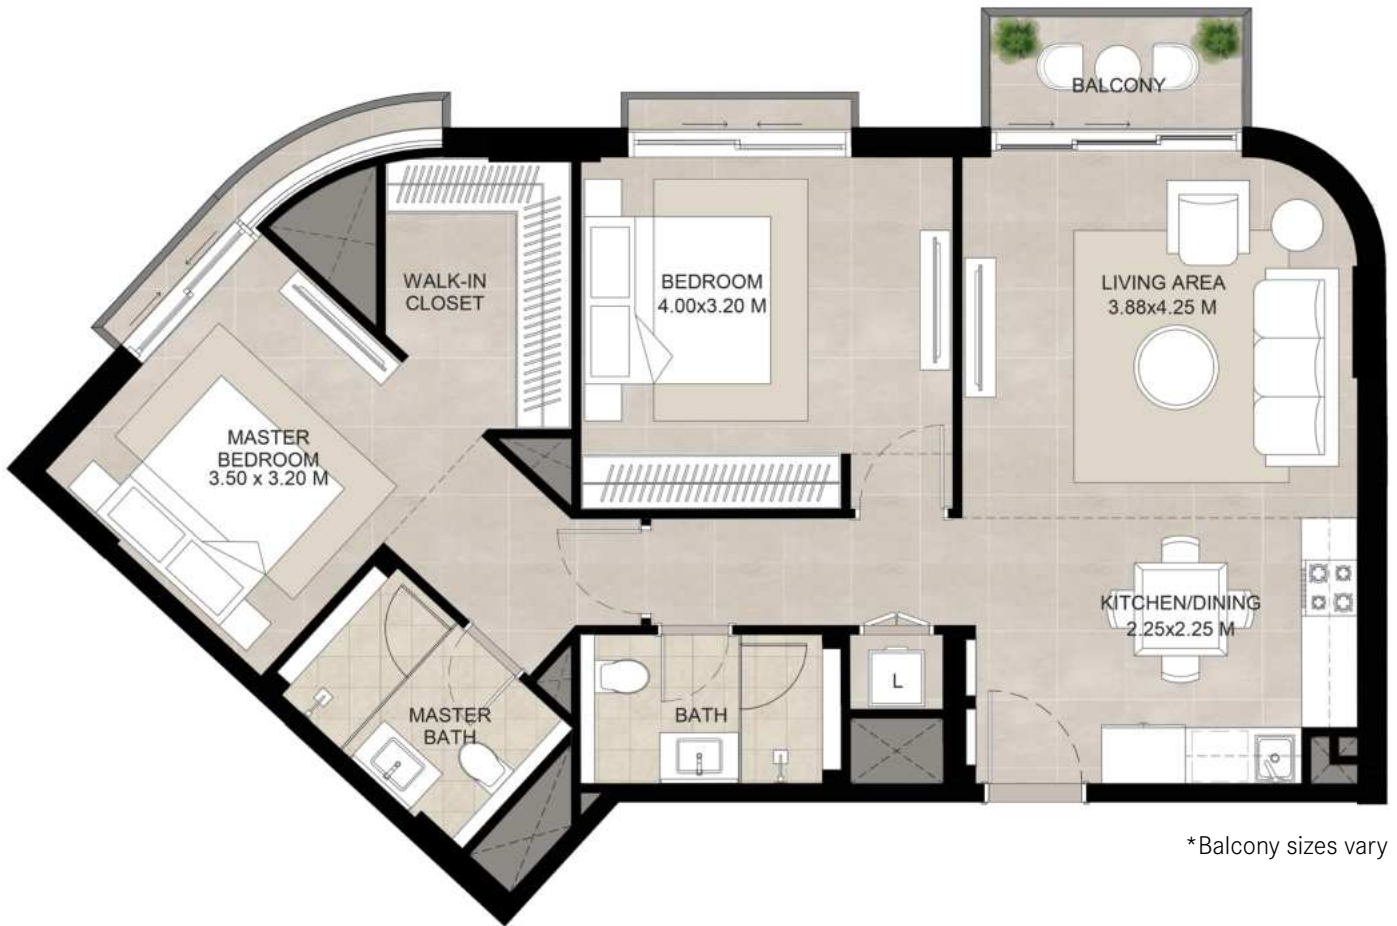 BALCONY
WALK-IN
CLOSET
BEDROOM
4.00x3.20 M
LIVING AREA
3.88x4.25 M
MASTER
BEDROOM
3.50 x 3.20 M
KITCHEN/DINING
2.25x2.25 M
L
MASTER
BATH
BATH
*Balcony sizes vary